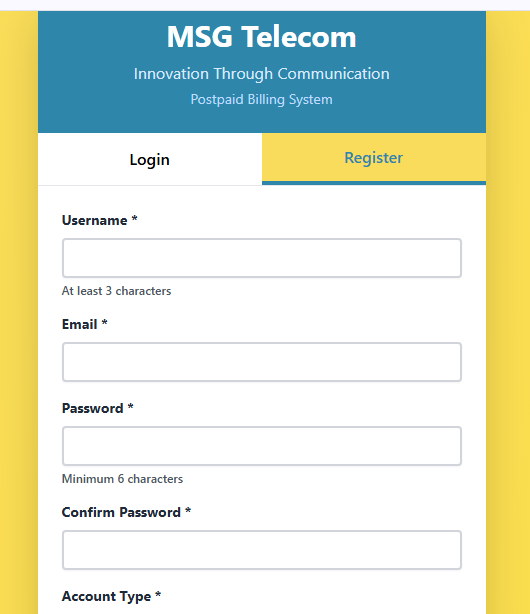 MSG Telecom
Innovation Through Communication
Postpaid Billing System
Login
Register
Username *
At least 3 characters
Email *
Password *
Minimum 6 characters
Confirm Password *
Account Type *